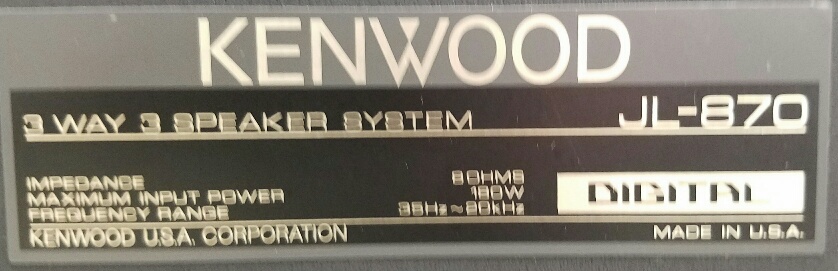 KENWOOD
3 WAY 3 SPEAKER SYSTEM JL-870
IMPEDANCE 8 OHMS
MAXIMUM INPUT POWER 180W
FREQUENCY RANGE 35Hz~20kHz
DIGITAL
KENWOOD U.S.A. CORPORATION MADE IN U.S.A.